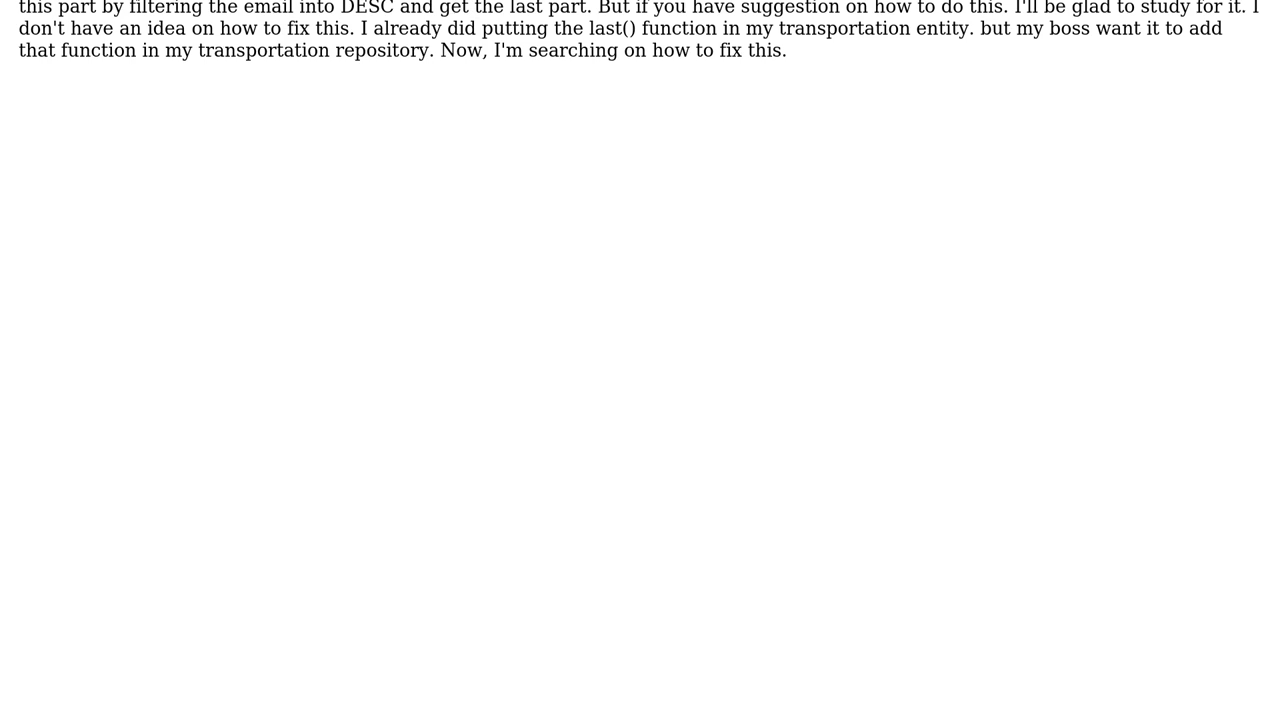 this part by filtering the email into DESC and get the last part. But if you have suggestion on how to do this. I'll be glad to study for it. I
don't have an idea on how to fix this. I already did putting the last() function in my transportation entity. but my boss want it to add
that function in my transportation repository. Now, I'm searching on how to fix this.